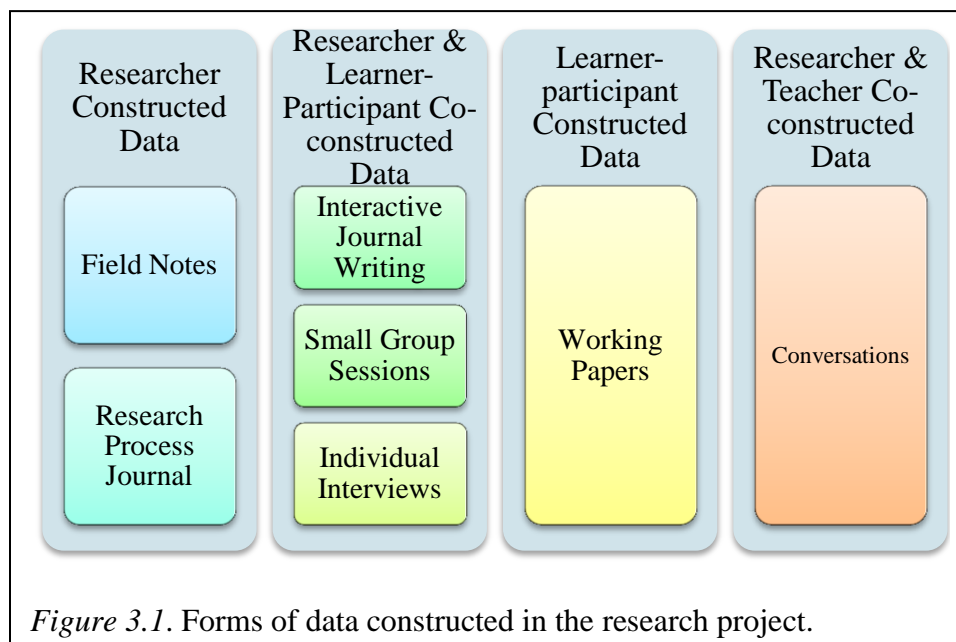 Researcher
Constructed
Data
Field Notes
Research
Process
Journal
Researcher &
Learner-
Participant Co-
constructed
Data
Interactive
Journal
Writing
Small Group
Sessions
Individual
Interviews
Learner-
participant
Constructed
Data
Working
Papers
Researcher &
Teacher Co-
constructed
Data
Conversations
Figure 3.1. Forms of data constructed in the research project.